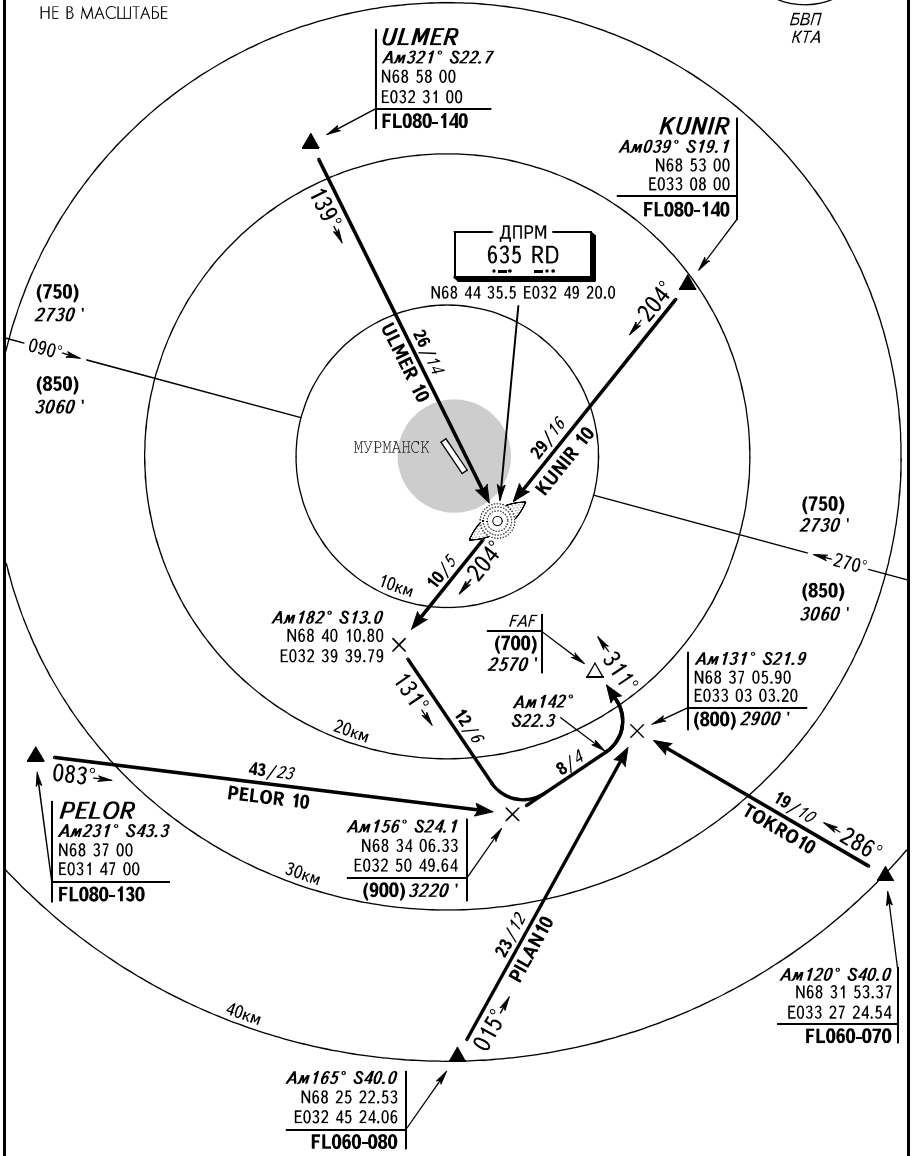 НЕ В МАСШТАБЕ
БВП
КТА
ULMER
Ам321° S22.7
N68 58 00
E032 31 00
FL080-140
KUNIR
Ам039° S19.1
N68 53 00
E033 08 00
FL080-140
139°
ДПРМ
635 RD
N68 44 35.5 E032 49 20.0
204°
(750)
2730 '
090°
(850)
3060 '
26/14
ULMER 10
МУРМАНСК
29/16
KUNIR 10
(750)
2730 '
270°
(850)
3060 '
10/5
204°
10км
Ам182° S13.0
N68 40 10.80
E032 39 39.79
FAF
(700)
2570 '
311°
Ам131° S21.9
N68 37 05.90
E033 03 03.20
(800) 2900 '
131°
Ам142°
S22.3
12/6
20км
8/4
083°
43/23
PELOR 10
PELOR
Ам231° S43.3
N68 37 00
E031 47 00
FL080-130
Ам156° S24.1
N68 34 06.33
E032 50 49.64
(900) 3220 '
19/10
TOKRO10
286°
30км
23/12
PILAN10
015°
Ам120° S40.0
N68 31 53.37
E033 27 24.54
FL060-070
40км
Ам165° S40.0
N68 25 22.53
E032 45 24.06
FL060-080